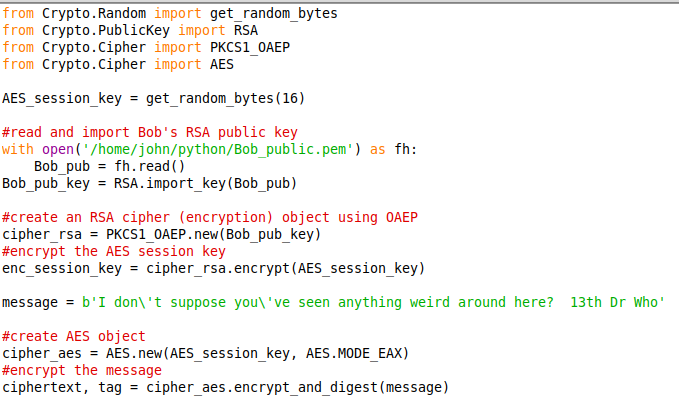 from Crypto.Random import get_random_bytes
from Crypto.PublicKey import RSA
from Crypto.Cipher import PKCS1_OAEP
from Crypto.Cipher import AES
AES_session_key = get_random_bytes(16)
#read and import Bob's RSA public key
with open('/home/john/python/Bob_public.pem') as fh:
    Bob_pub = fh.read()
Bob_pub_key = RSA.import_key(Bob_pub)
#create an RSA cipher (encryption) object using OAEP
cipher_rsa = PKCS1_OAEP.new(Bob_pub_key)
#encrypt the AES session key
enc_session_key = cipher_rsa.encrypt(AES_session_key)
message = b'I don\'t suppose you\'ve seen anything weird around here?  13th Dr Who'
#create AES object
cipher_aes = AES.new(AES_session_key, AES.MODE_EAX)
#encrypt the message
ciphertext, tag = cipher_aes.encrypt_and_digest(message)